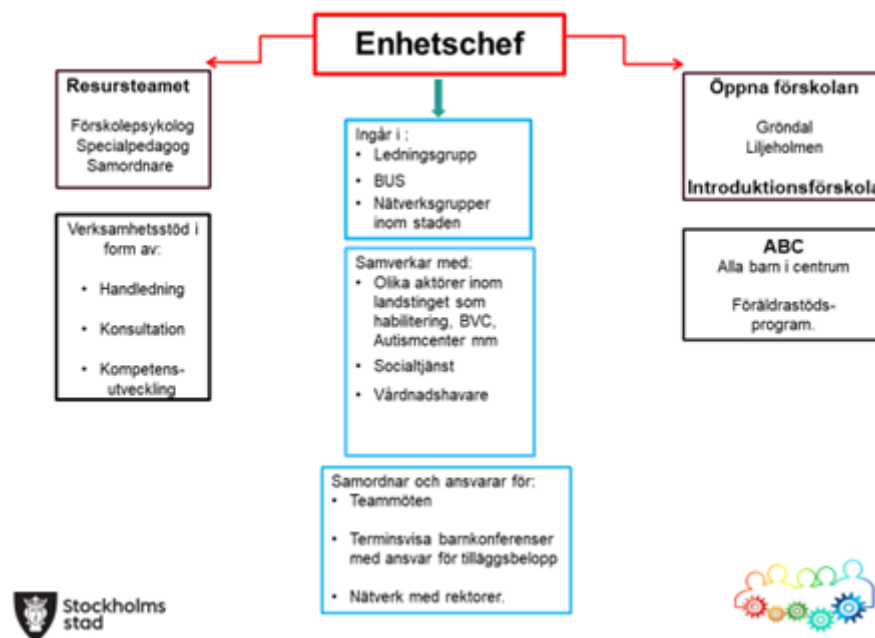 Enhetschef
Resursteamet
Förskolepsykolog
Specialpedagog
Samordnare
Verksamhetsstöd i
form av:
• Handledning
• Konsultation
• Kompetens-
utveckling
Ingår i :
• Ledningsgrupp
• BUS
• Nätverksgrupper
inom staden
Samverkar med:
• Olika aktörer inom
landstinget som
habilitering, BVC,
Autismcenter mm
• Socialtjänst
• Vårdnadshavare
Samordnar och ansvarar för:
• Teammöten
• Terminsvisa barnkonferenser
med ansvar för tilläggsbelopp
• Nätverk med rektorer.
Öppna förskolan
Gröndal
Liljeholmen
Introduktionsförskola
ABC
Alla barn i centrum
Föräldrastöds-
program.
Stockholms
stad